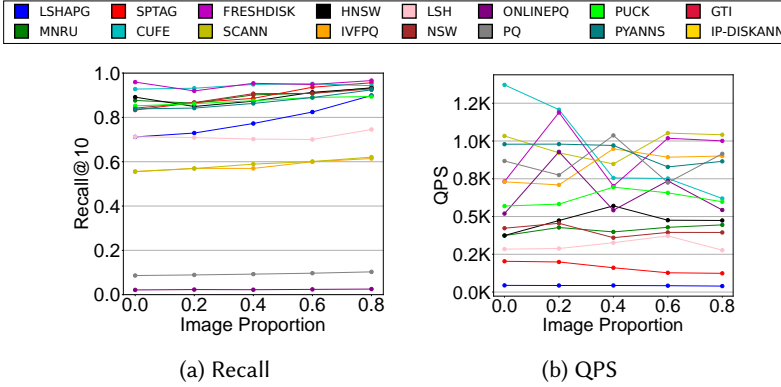 LSHAPG SPTAG FRESHDISK HNSW LSH ONLINEPQ PUCK GTI
MNRU CUFE SCANN IVFPQ NSW PQ PYANNS IP-DISKANN
Recall@10
1.0
0.8
0.6
0.4
0.2
0.0
0.0 0.2 0.4 0.6 0.8
Image Proportion
(a) Recall
QPS
1.2K
1.0K
0.8K
0.5K
0.2K
0.0K
0.0 0.2 0.4 0.6 0.8
Image Proportion
(b) QPS